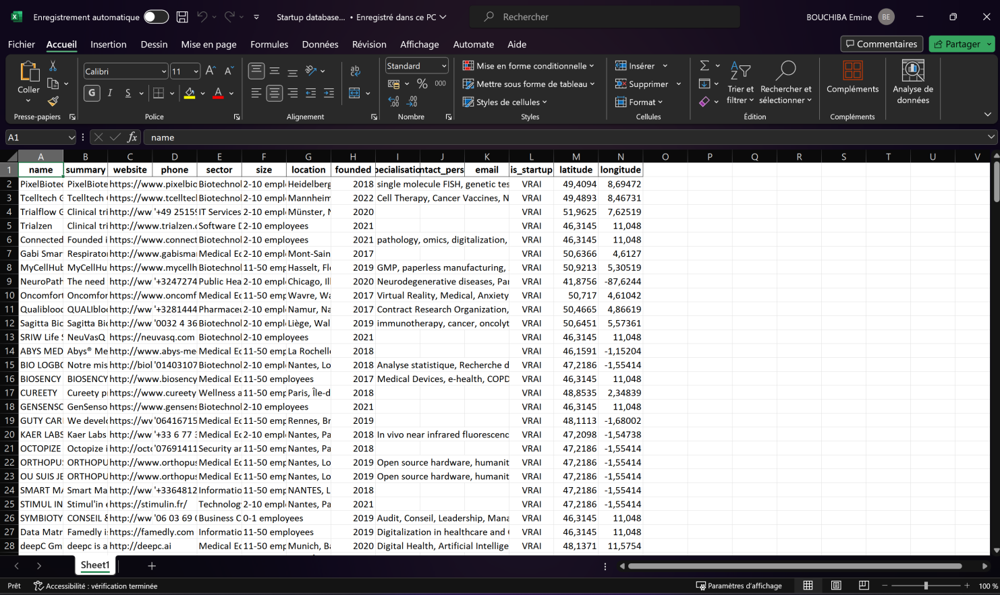 Enregistrement automatique Startup database... • Enregistré dans ce PC Rechercher BOUCHIBA Emine BE
Fichier Accueil Insertion Dessin Mise en page Formules Données Révision Affichage Automate Aide Commentaires Partager
Coller
Presse-papiers
Calibri 11
G I S
Police
Alignement
Standard
% 000
Nombre
Mise en forme conditionnelle
Mettre sous forme de tableau
Styles de cellules
Styles
Insérer
Supprimer
Format
Cellules
Trier et filtrer
Rechercher et sélectionner
Édition
Compléments
Compléments
Analyse de données
A1 fx name
A B C D E F G H I J K L M N O P Q R S T U V
1 name summary website phone sector size location founded pecialisatio ntact_pers email is_startup latitude longitude
2 PixelBiotec PixelBiote https://www.pixelbic Biotechnol 2-10 empl Heidelberg 2018 single molecule FISH, genetic tes VRAI 49,4094 8,69472
3 Tcelltech G Tcelltech https://www.tcelltecl Biotechnol 2-10 empl Mannheim 2022 Cell Therapy, Cancer Vaccines, N VRAI 49,4893 8,46731
4 Trialflow G Clinical tri http://ww '+49 25159 IT Services 2-10 empl Münster, N 2020 VRAI 51,9625 7,62519
5 Trialzen Clinical tri http://www.trialzen.c Software D 2-10 employees 2021 VRAI 46,3145 11,048
6 Connected Founded i https://www.connect Biotechnol 2-10 employees 2021 pathology, omics, digitalization, VRAI 46,3145 11,048
7 Gabi Smar Respirator http://www.gabismar Medical Ec 2-10 empl Mont-Sain 2017 VRAI 50,6366 4,6127
8 MyCellHub MyCellHu https://www.mycellh Biotechnol 11-50 emp Hasselt, Fl 2019 GMP, paperless manufacturing, VRAI 50,9213 5,30519
9 NeuroPath The need http://ww '+3247274 Public Hea 2-10 empl Chicago, Il 2020 Neurodegenerative diseases, Par VRAI 41,8756 -87,6244
10 Oncomfort Oncomfor https://www.oncomf Medical Ec 11-50 emp Wavre, Wa 2017 Virtual Reality, Medical, Anxiety VRAI 50,717 4,61042
11 Qualiblood QUALIbloo http://ww '+3281444 Pharmaceu 2-10 empl Namur, Na 2017 Contract Research Organization, VRAI 50,4665 4,86619
12 Sagitta Bic Sagitta Bi http://ww '0032 4 36 Biotechnol 2-10 empl Liège, Wal 2019 immunotherapy, cancer, oncolyt VRAI 50,6451 5,57361
13 SRIW Life S NeuVasQ https://neuvasq.com Biotechnol 2-10 employees 2021 VRAI 46,3145 11,048
14 ABYS MED Abys® Me http://www.abys-me Medical Ec 11-50 emp La Rochelle 2018 VRAI 46,1591 -1,15204
15 BIO LOGBO Notre mis http://biol '01403107 Biotechnol 2-10 empl Nantes, Lo 2018 Analyse statistique, Recherche d VRAI 47,2186 -1,55414
16 BIOSENCY BIOSENCY http://www.biosency Medical Ec 11-50 employees 2017 Medical Devices, e-health, COPD VRAI 46,3145 11,048
17 CUREETY Cureety p https://www.cureety Wellness a 11-50 emp Paris, Île-d 2018 VRAI 48,8535 2,34839
18 GENSENSO GenSenso https://www.gensens Biotechnol 2-10 employees 2021 VRAI 46,3145 11,048
19 GUTY CARE We devel https://wv '06416715 Medical Ec 11-50 emp Rennes, Br 2019 VRAI 48,1113 -1,68002
20 KAER LABS Kaer Labs http://ww '+33 6 77 Biotechnol 2-10 empl Nantes, Pa 2018 In vivo near infrared fluorescenc VRAI 47,2098 -1,54738
21 OCTOPIZE Octopize i http://octo '07691411 Security ar 11-50 emp Nantes, Pa 2018 VRAI 47,2186 -1,55414
22 ORTHOPUS ORTHOPU http://www.orthopus Medical Ec 11-50 emp Nantes, Lo 2019 Open source hardware, humanit VRAI 47,2186 -1,55414
23 OU SUIS JE ORTHOPU http://www.orthopus Medical Ec 11-50 emp Nantes, Lo 2019 Open source hardware, humanit VRAI 47,2186 -1,55414
24 SMART MA Smart Ma http://ww '+3364812 Informatio 11-50 emp NANTES, L 2018 VRAI 47,2186 -1,55414
25 STIMUL IN Stimul'in https://stimulin.fr/ Technology 2-10 empl Nantes, Pa 2021 VRAI 47,2186 -1,55414
26 SYMBIOTY CONSEIL & http://ww '06 03 69 Business C 0-1 employees 2019 Audit, Conseil, Leadership, Mana VRAI 46,3145 11,048
27 Data Matr Famedly i https://famedly.com Informatio 11-50 employees 2019 Digitalization in healthcare and VRAI 46,3145 11,048
28 deepC Gm deepc is a http://deepc.ai Medical Ec 11-50 emp Munich, Ba 2020 Digital Health, Artificial Intellige VRAI 48,1371 11,5754
Sheet1
Prêt Accessibilité : vérification terminée Paramètres d'affichage 100 %